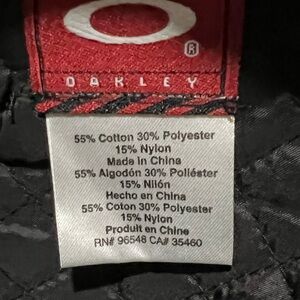 ®
OAKLEY
55% Cotton 30% Polyester
15% Nylon
Made in China
55% Algodón 30% Poliéster
15% Nilón
Hecho en China
55% Coton 30% Polyester
15% Nylon
Produit en Chine
RN# 96548 CA# 35460